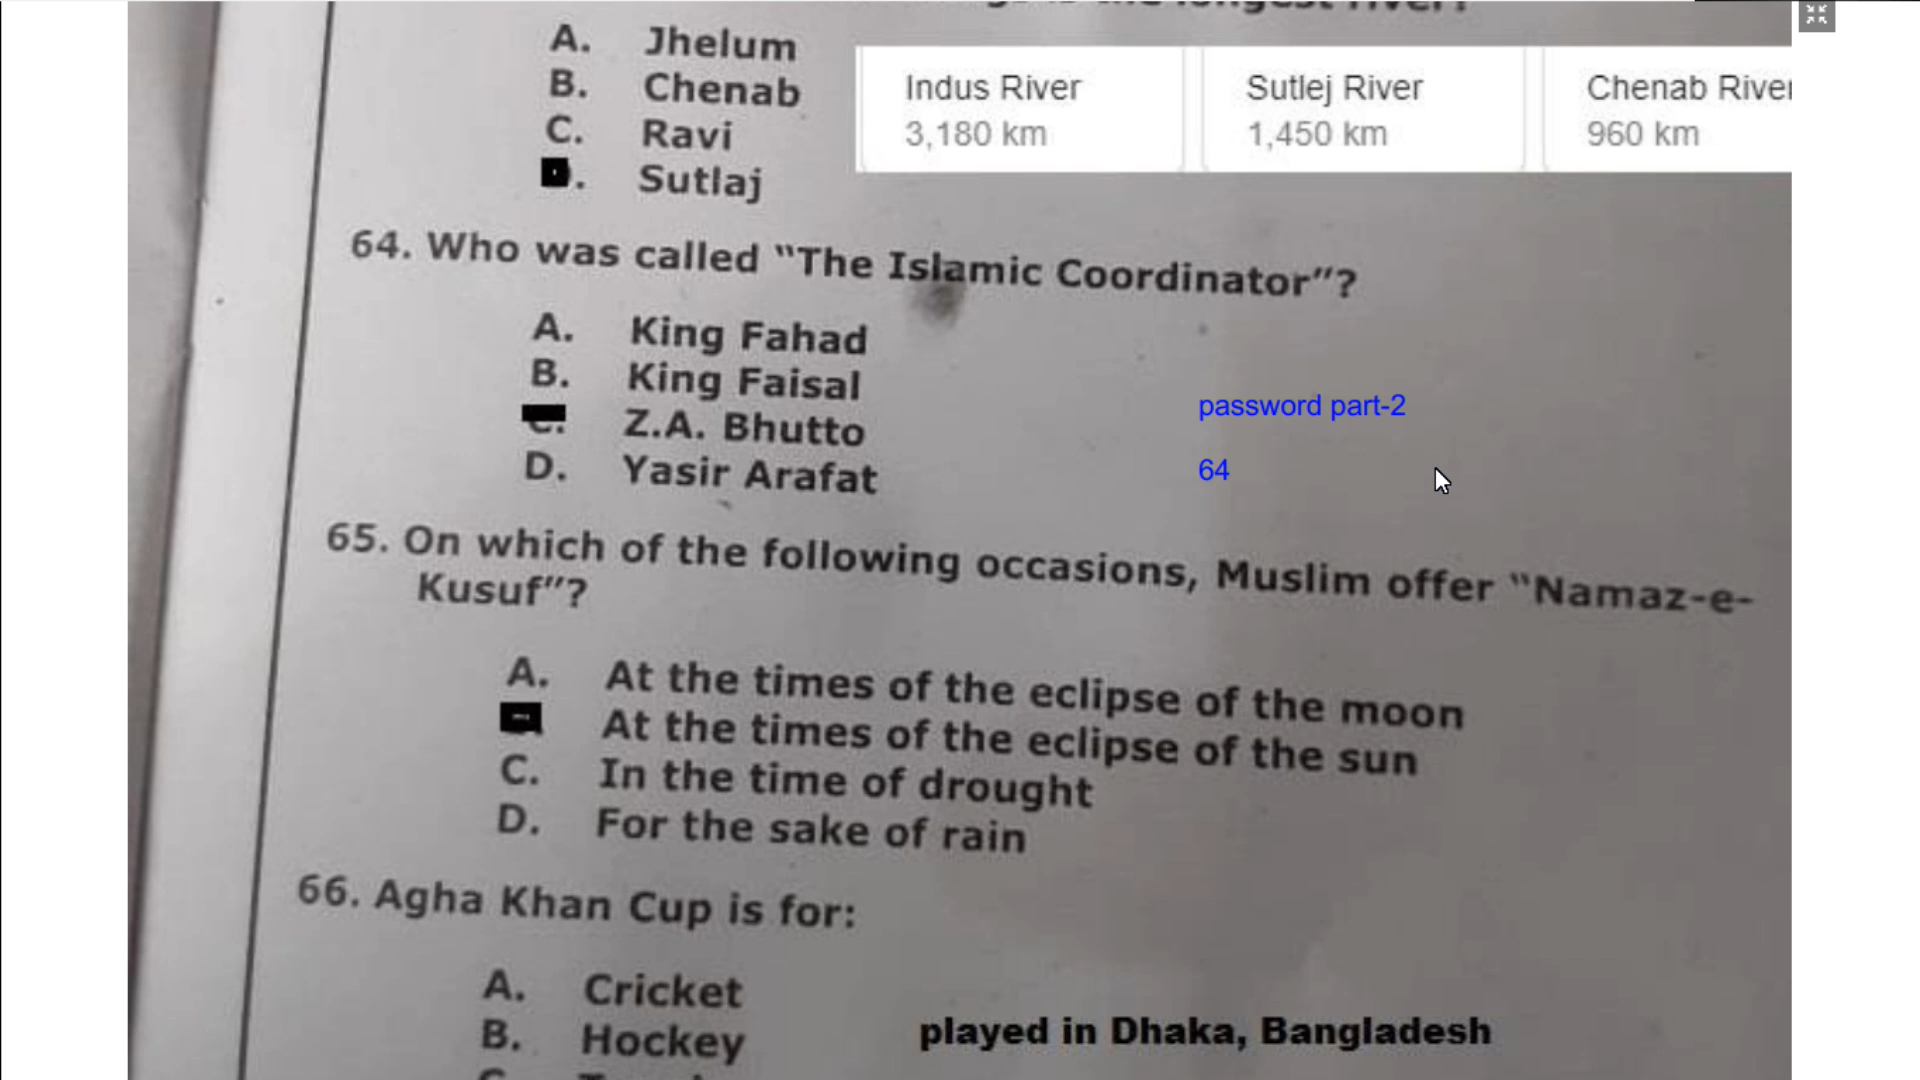 longest river?
A. Jhelum
B. Chenab
C. Ravi
. Sutlaj
Indus River
3,180 km
Sutlej River
1,450 km
Chenab River
960 km
64. Who was called “The Islamic Coordinator”?
A. King Fahad
B. King Faisal
C. Z.A. Bhutto
D. Yasir Arafat
password part-2
64
65. On which of the following occasions, Muslim offer “Namaz-e-
Kusuf”?
A. At the times of the eclipse of the moon
At the times of the eclipse of the sun
C. In the time of drought
D. For the sake of rain
66. Agha Khan Cup is for:
A. Cricket
B. Hockey
played in Dhaka, Bangladesh